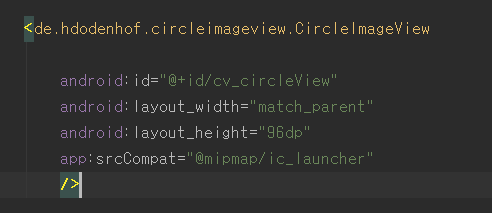 <de.hdodenhof.circleimageview.CircleImageView
android:id="@+id/cv_circleView"
android:layout_width="match_parent"
android:layout_height="96dp"
app:srcCompat="@mipmap/ic_launcher"
/>